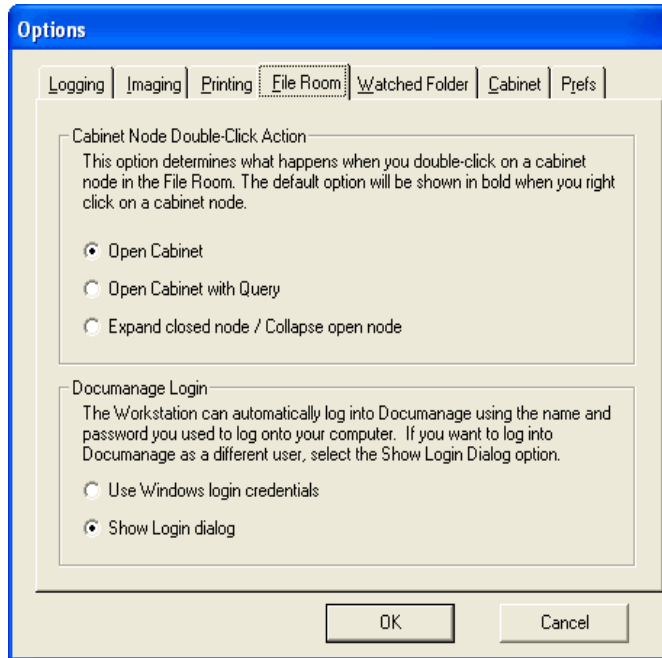 Options
Logging Imaging Printing File Room Watched Folder Cabinet Prefs
Cabinet Node Double-Click Action
This option determines what happens when you double-click on a cabinet
node in the File Room. The default option will be shown in bold when you right
click on a cabinet node.
Open Cabinet
Open Cabinet with Query
Expand closed node / Collapse open node
Documanage Login
The Workstation can automatically log into Documanage using the name and
password you used to log onto your computer. If you want to log into
Documanage as a different user, select the Show Login Dialog option.
Use Windows login credentials
Show Login dialog
OK Cancel